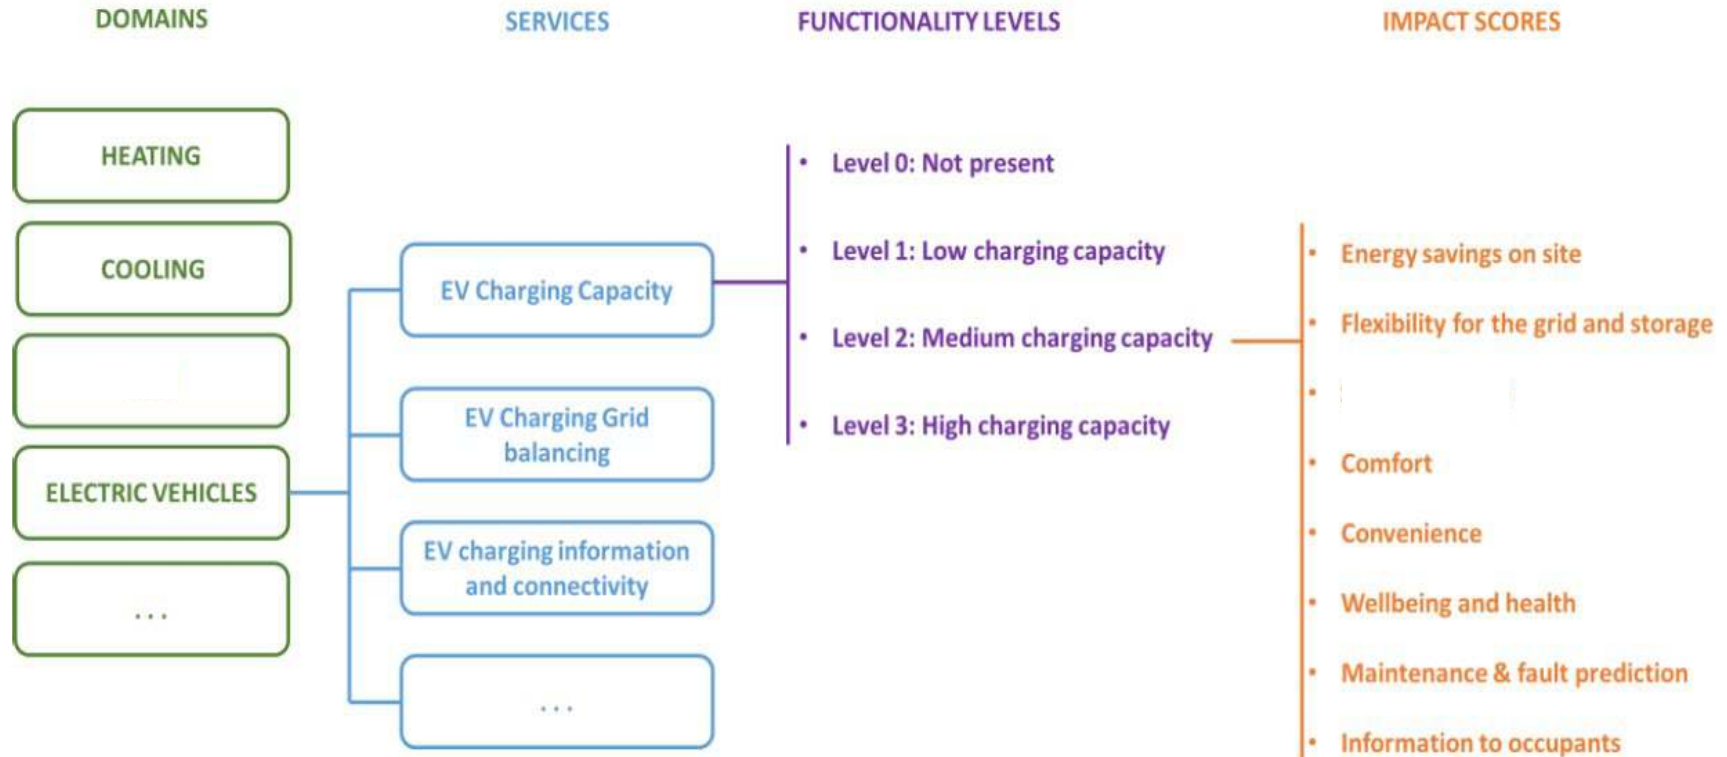 DOMAINS
SERVICES
FUNCTIONALITY LEVELS
IMPACT SCORES
HEATING
COOLING
ELECTRIC VEHICLES
...
EV Charging Capacity
EV Charging Grid
balancing
EV charging information
and connectivity
...
• Level 0: Not present
• Level 1: Low charging capacity
• Level 2: Medium charging capacity
• Level 3: High charging capacity
• Energy savings on site
• Flexibility for the grid and storage
•
• Comfort
• Convenience
• Wellbeing and health
• Maintenance & fault prediction
• Information to occupants